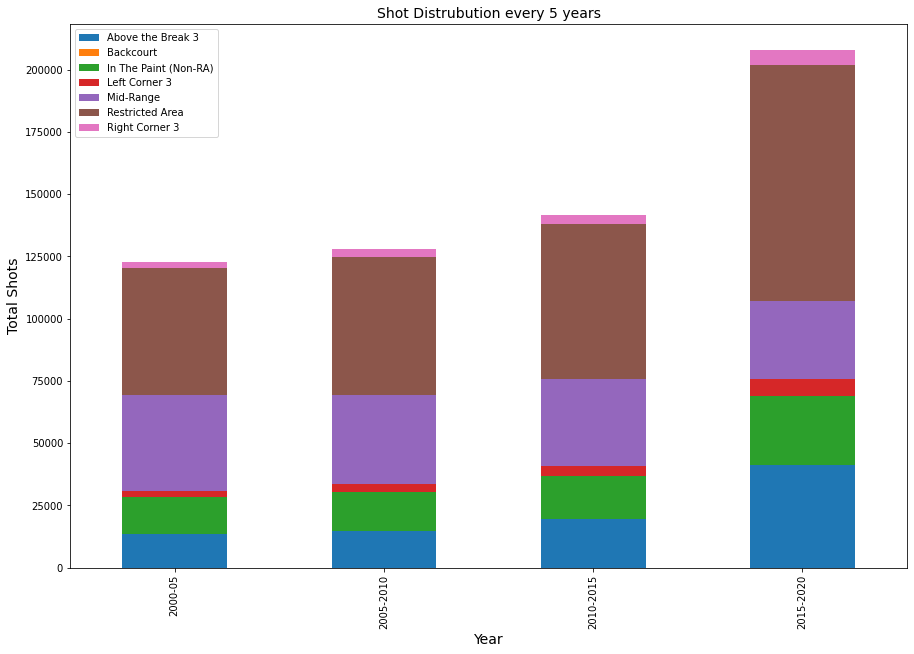 Shot Distrubution every 5 years
Above the Break 3
Backcourt
In The Paint (Non-RA)
Left Corner 3
Mid-Range
Restricted Area
Right Corner 3
Total Shots
200000
175000
150000
125000
100000
75000
50000
25000
0
2000-05
2005-2010
2010-2015
2015-2020
Year